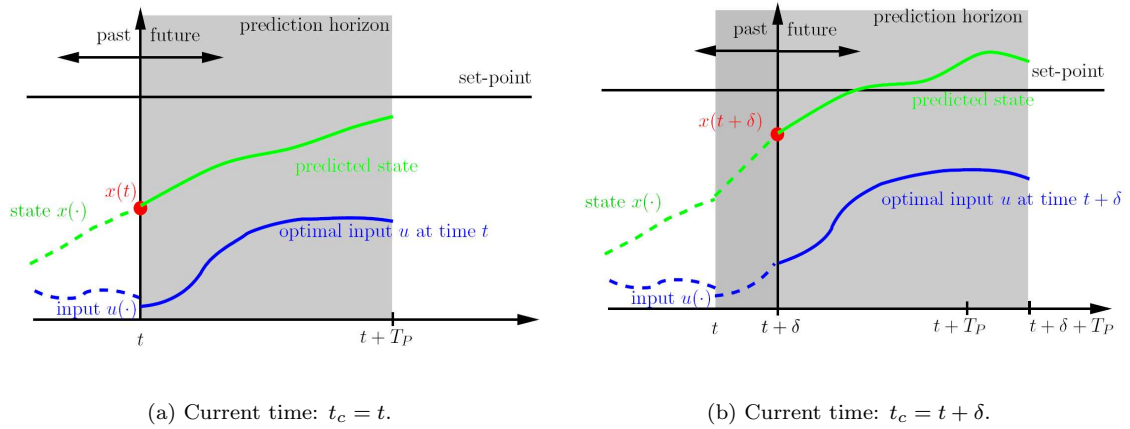 prediction horizon
past future
set-point
x(t)
predicted state
state x(·)
optimal input u at time t
input u(·)
t
t + T_P
(a) Current time: t_c = t.
prediction horizon
past future
set-point
predicted state
x(t + δ)
state x(·)
optimal input u at time t + δ
input u(·)
t
t + δ
t + T_P
t + δ + T_P
(b) Current time: t_c = t + δ.